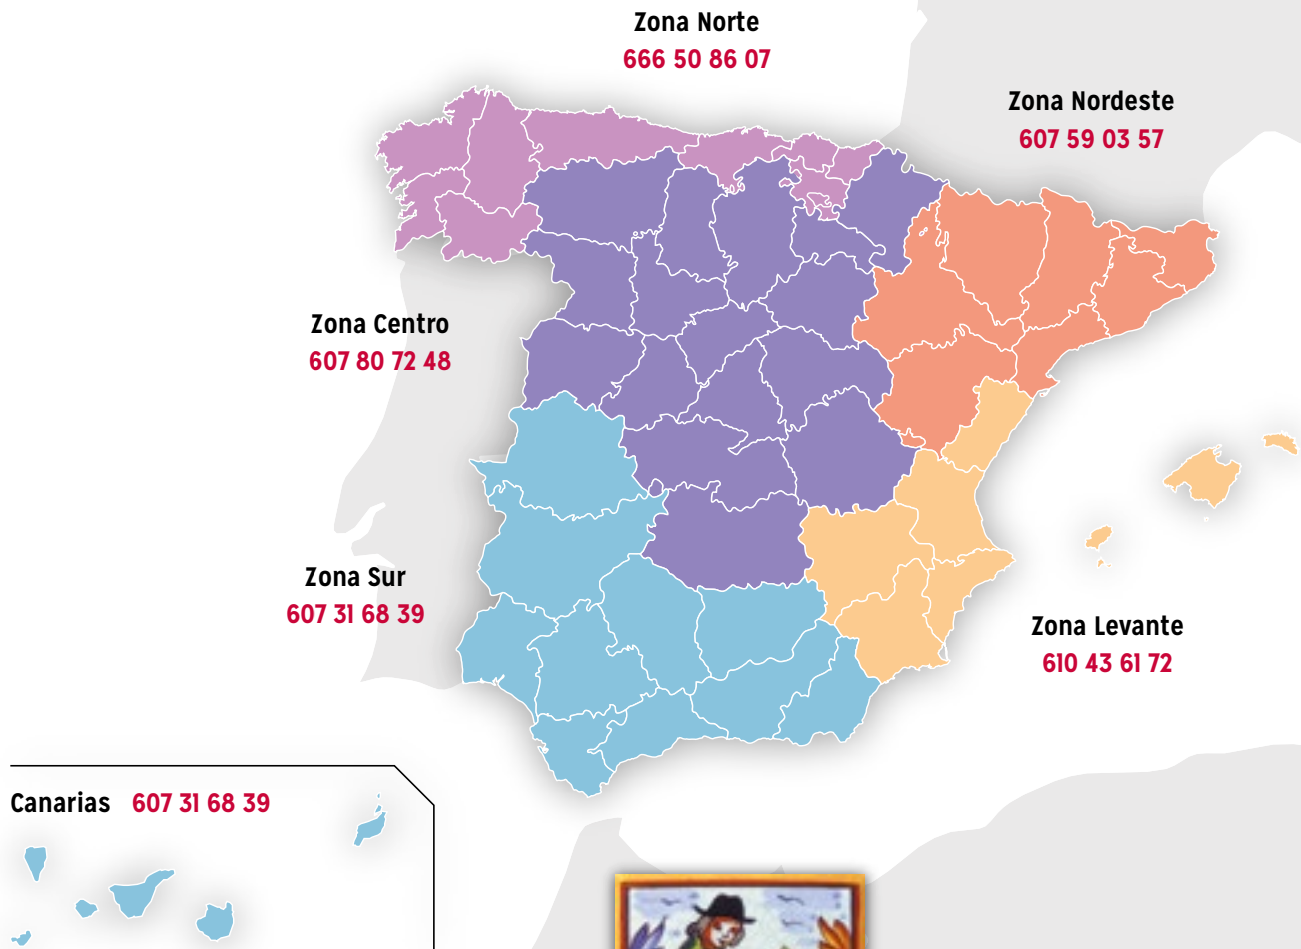 Zona Norte
666 50 86 07
Zona Nordeste
607 59 03 57
Zona Centro
607 80 72 48
Zona Sur
607 31 68 39
Zona Levante
610 43 61 72
Canarias 607 31 68 39